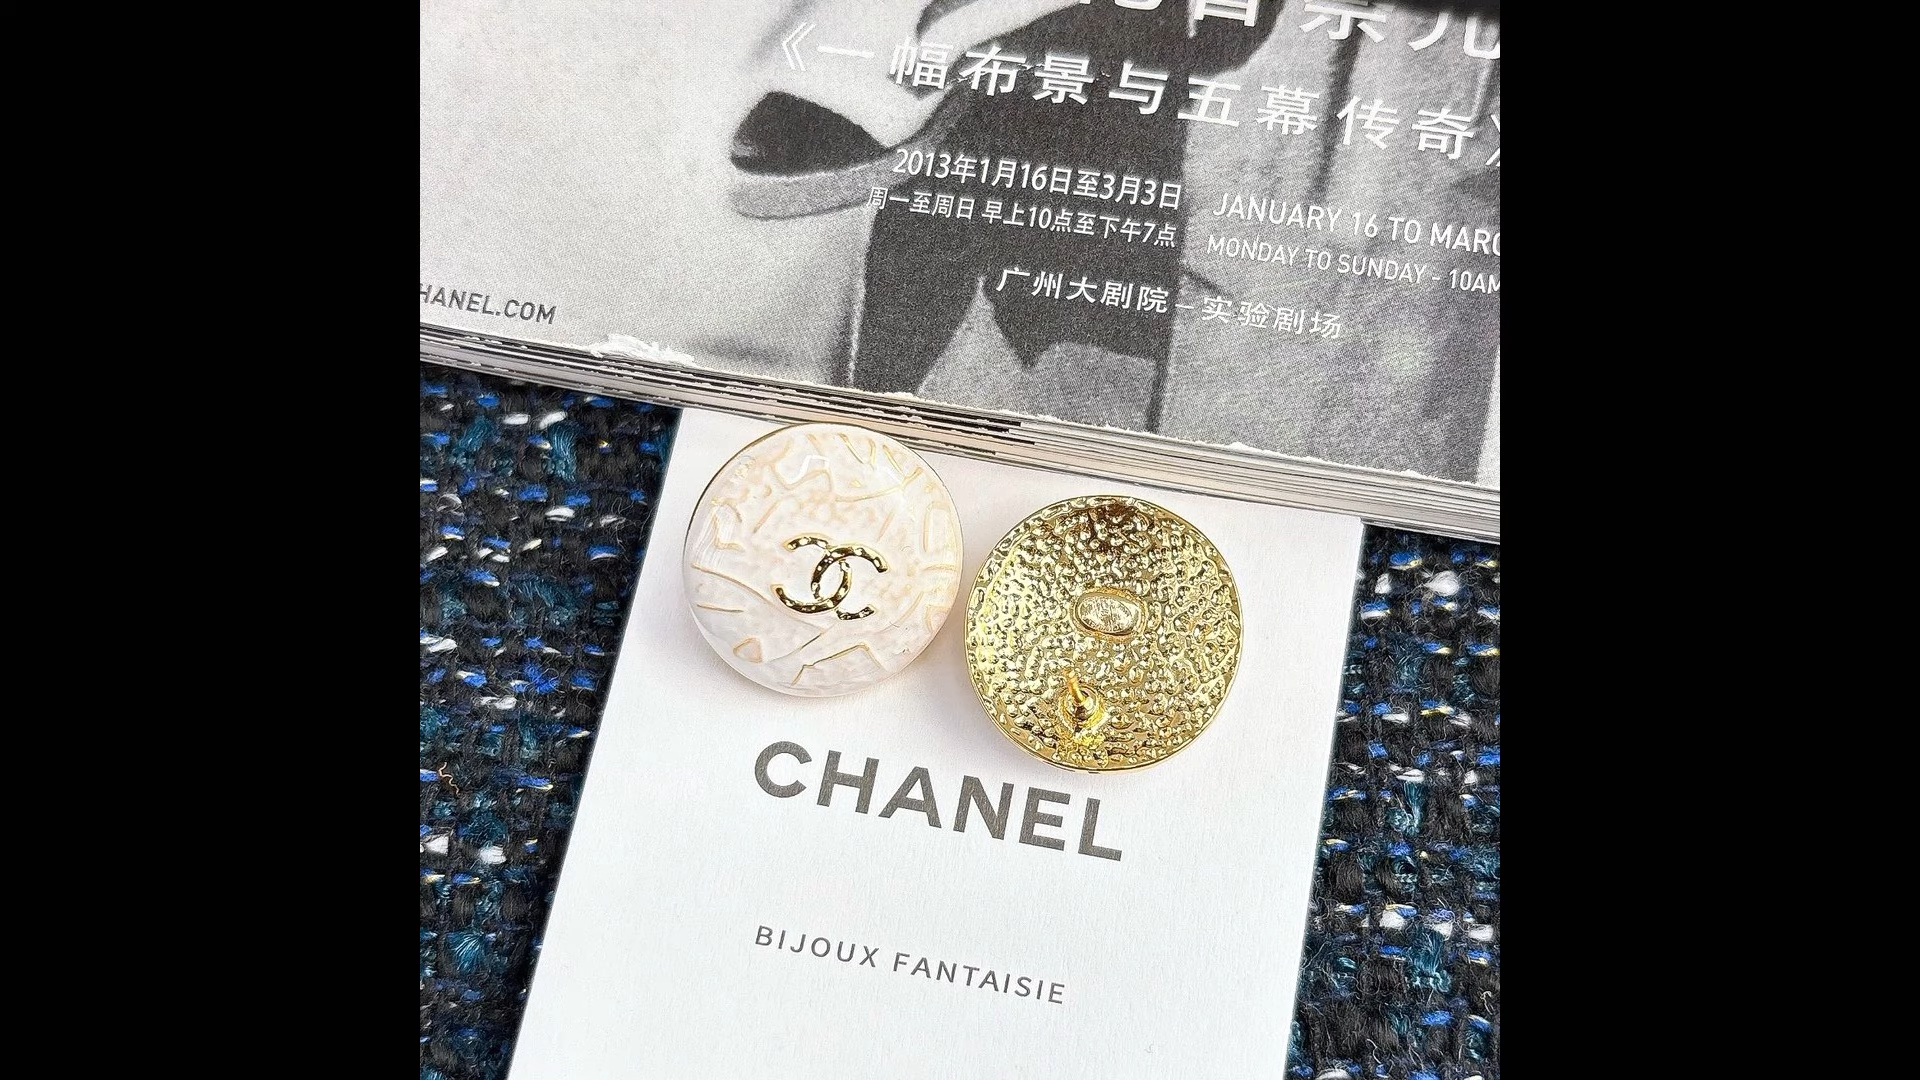 《一幅布景与五幕传奇》
2013年1月16日至3月3日
周一至周日 早上10点至下午7点
JANUARY 16 TO
MONDAY TO SUNDAY - 10AM
广州大剧院 — 实验剧场
HANEL.COM
CHANEL
BIJOUX FANTAISIE